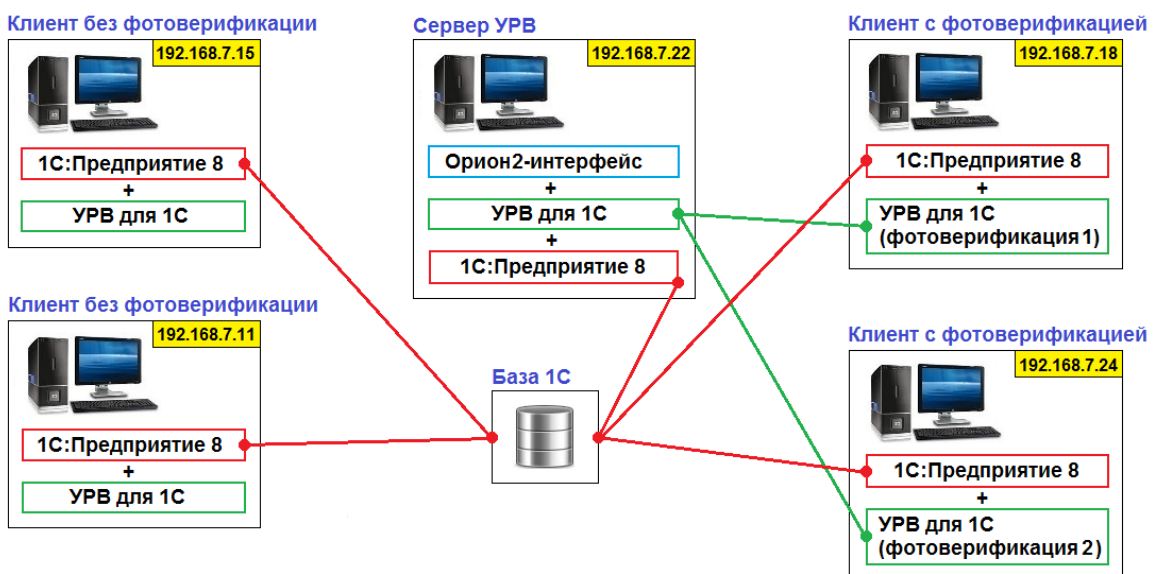 Клиент без фотоверификации
192.168.7.15
1С:Предприятие 8
+
УРВ для 1С
Клиент без фотоверификации
192.168.7.11
1С:Предприятие 8
+
УРВ для 1С
Сервер УРВ
192.168.7.22
Орион2-интерфейс
+
УРВ для 1С
+
1С:Предприятие 8
База 1С
Клиент с фотоверификацией
192.168.7.18
1С:Предприятие 8
+
УРВ для 1С
(фотоверификация 1)
Клиент с фотоверификацией
192.168.7.24
1С:Предприятие 8
+
УРВ для 1С
(фотоверификация 2)